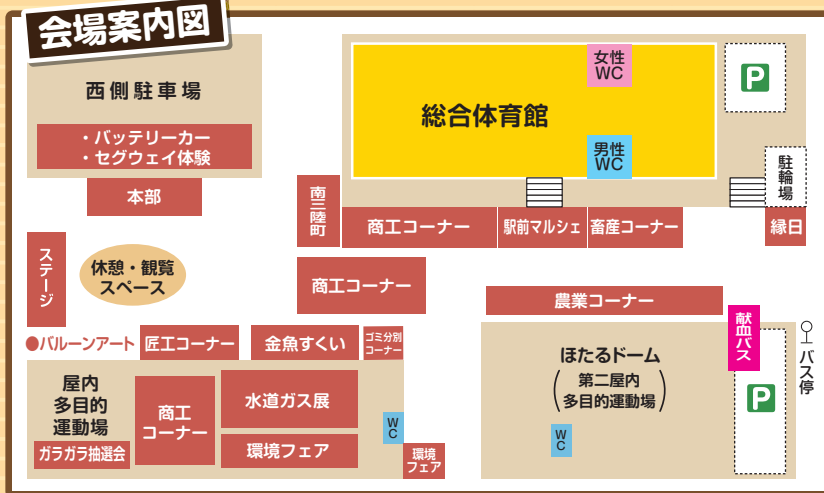 会場案内図
西側駐車場
・バッテリーカー
・セグウェイ体験
本部
総合体育館
女性
WC
男性
WC
P
駐輪場
南三陸町
商工コーナー
駅前マルシェ
畜産コーナー
縁日
ステージ
休憩・観覧
スペース
商工コーナー
農業コーナー
献血バス
バス停
●バルーンアート
匠工コーナー
金魚すくい
ゴミ分別
コーナー
屋内
多目的
運動場
ガラガラ抽選会
商工
コーナー
水道ガス展
環境フェア
WC
環境
フェア
ほたるドーム
(第二屋内
多目的運動場)
WC
P